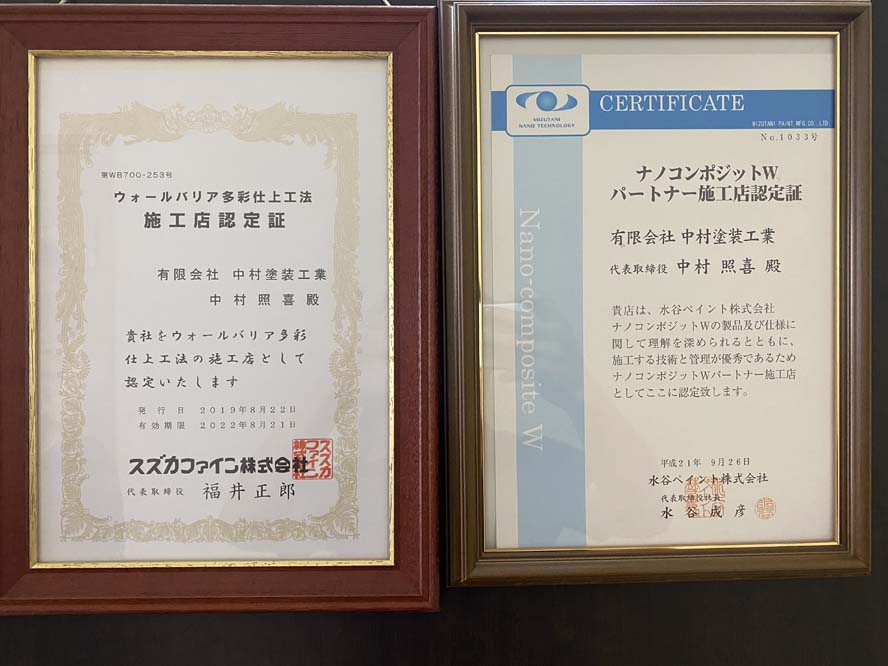 第WB700-253号
ウォールバリア多彩仕上工法
施工店認定証
有限会社 中村塗装工業
中村照喜殿
貴社をウォールバリア多彩
仕上工法の施工店として
認定いたします
発行日 2019年8月22日
有効期限 2022年8月21日
スズカファイン株式会社
スズカ
ファイン
株式会社
代表取締役 福井正郎
MIZUTANI
NANO TECHNOLOGY
CERTIFICATE
MIZUTANI PAINT MFG CO.,LTD
No.1033号
Nano-composite W
ナノコンポジットW
パートナー施工店認定証
有限会社 中村塗装工業
代表取締役 中村 照喜 殿
貴店は、水谷ペイント株式会社
ナノコンポジットWの製品及び仕様に
関して理解を深められるとともに、
施工する技術と管理が優秀であるため
ナノコンポジットWパートナー施工店
としてここに認定致します。
平成21年 9月26日
水谷ペイント株式会社
代表取締役社長
水谷成彦